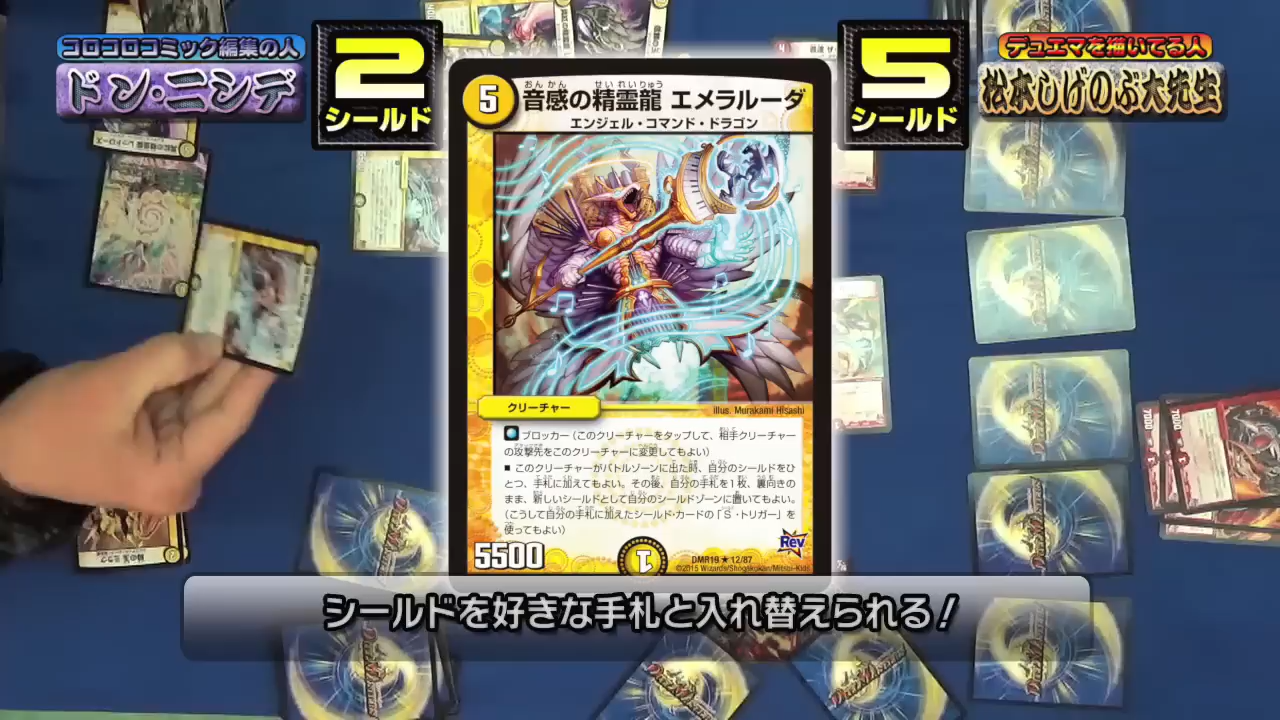 コロコロコミック編集の人
ドン・ニシデ
2
シールド
5
シールド
デュエマを描いてる人
松本しげのぶ大先生
5
おんかん せいれいりゅう
音感の精霊龍 エメラルーダ
エンジェル・コマンド・ドラゴン
クリーチャー
illus. Murakami Hisashi
ブロッカー(このクリーチャーをタップして、相手クリーチャー
の攻撃先をこのクリーチャーに変更してもよい)
■ このクリーチャーがバトルゾーンに出た時、自分のシールドをひ
とつ、手札に加えてもよい。その後、自分の手札を1枚、裏向きの
まま、新しいシールドとして自分のシールドゾーンに置いてもよい。
(こうして自分の手札に加えたシールド・カードの「S・トリガー」を
使ってもよい)
5500
1
Rev
DMR19★12/87
©2015 Wizards/Shogakukan/Mitsui-Kids
シールドを好きな手札と入れ替えられる!